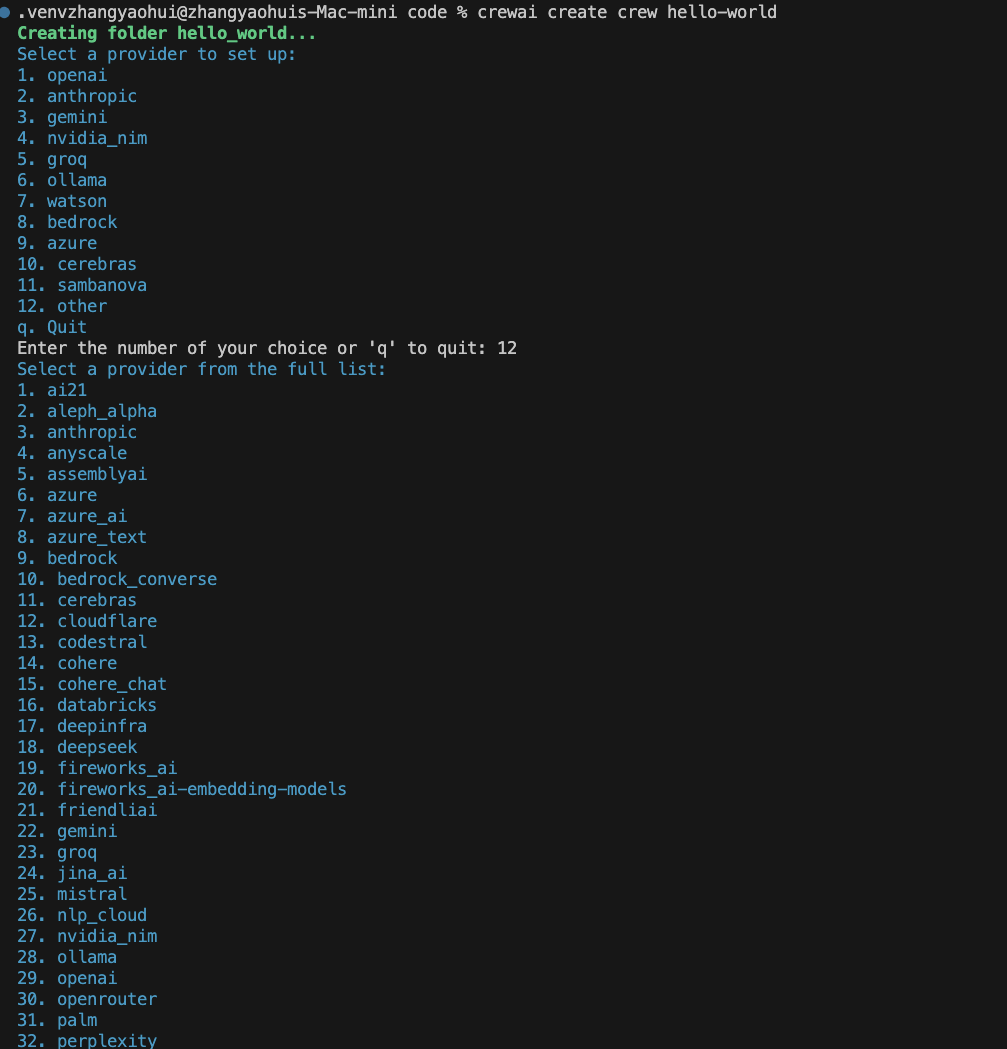 .venvzhangyaohui@zhangyaohuis-Mac-mini code % crewai create crew hello-world
Creating folder hello_world...
Select a provider to set up:
1. openai
2. anthropic
3. gemini
4. nvidia_nim
5. groq
6. ollama
7. watson
8. bedrock
9. azure
10. cerebras
11. sambanova
12. other
q. Quit
Enter the number of your choice or 'q' to quit: 12
Select a provider from the full list:
1. ai21
2. aleph_alpha
3. anthropic
4. anyscale
5. assemblyai
6. azure
7. azure_ai
8. azure_text
9. bedrock
10. bedrock_converse
11. cerebras
12. cloudflare
13. codestral
14. cohere
15. cohere_chat
16. databricks
17. deepinfra
18. deepseek
19. fireworks_ai
20. fireworks_ai-embedding-models
21. friendliai
22. gemini
23. groq
24. jina_ai
25. mistral
26. nlp_cloud
27. nvidia_nim
28. ollama
29. openai
30. openrouter
31. palm
32. perplexity